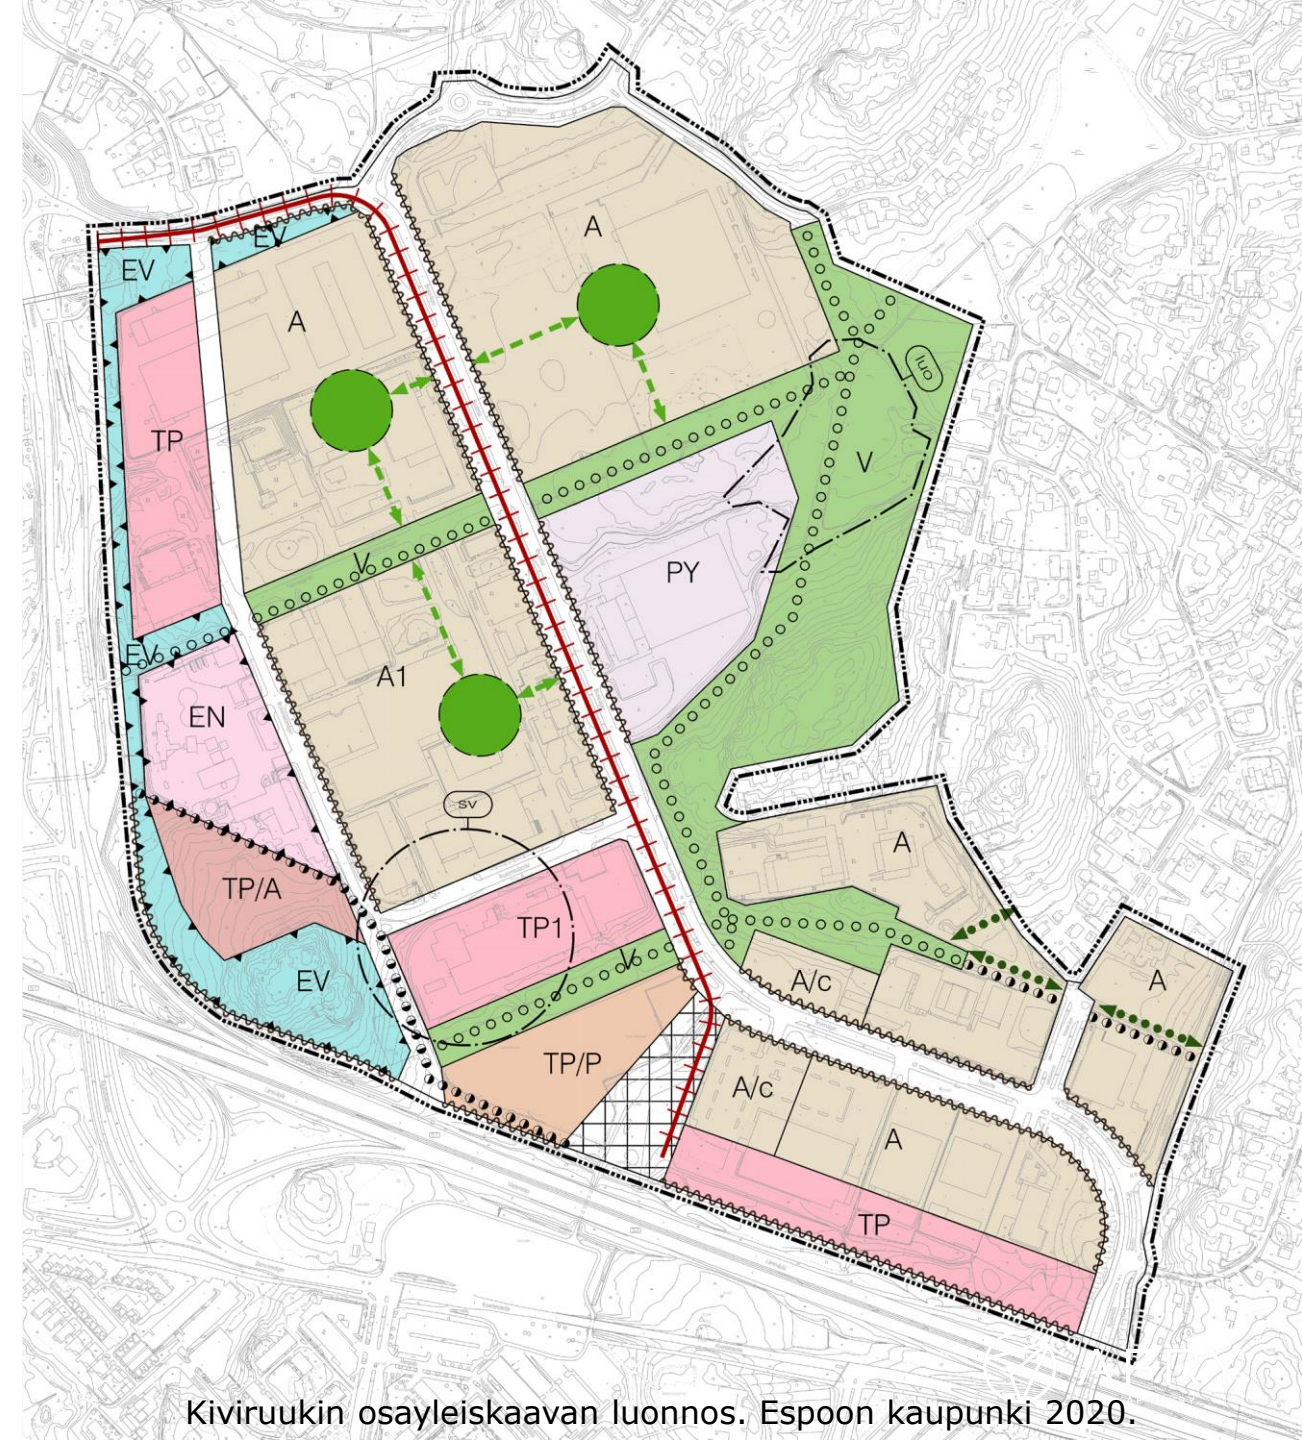 A
EV
EV
A
luo
TP
V
V
PY
EV
A1
EN
sv
A
TP/A
TP1
V
A/c
A
EV
TP/P
A/c
A
TP
Kiviruukin osayleiskaavan luonnos. Espoon kaupunki 2020.